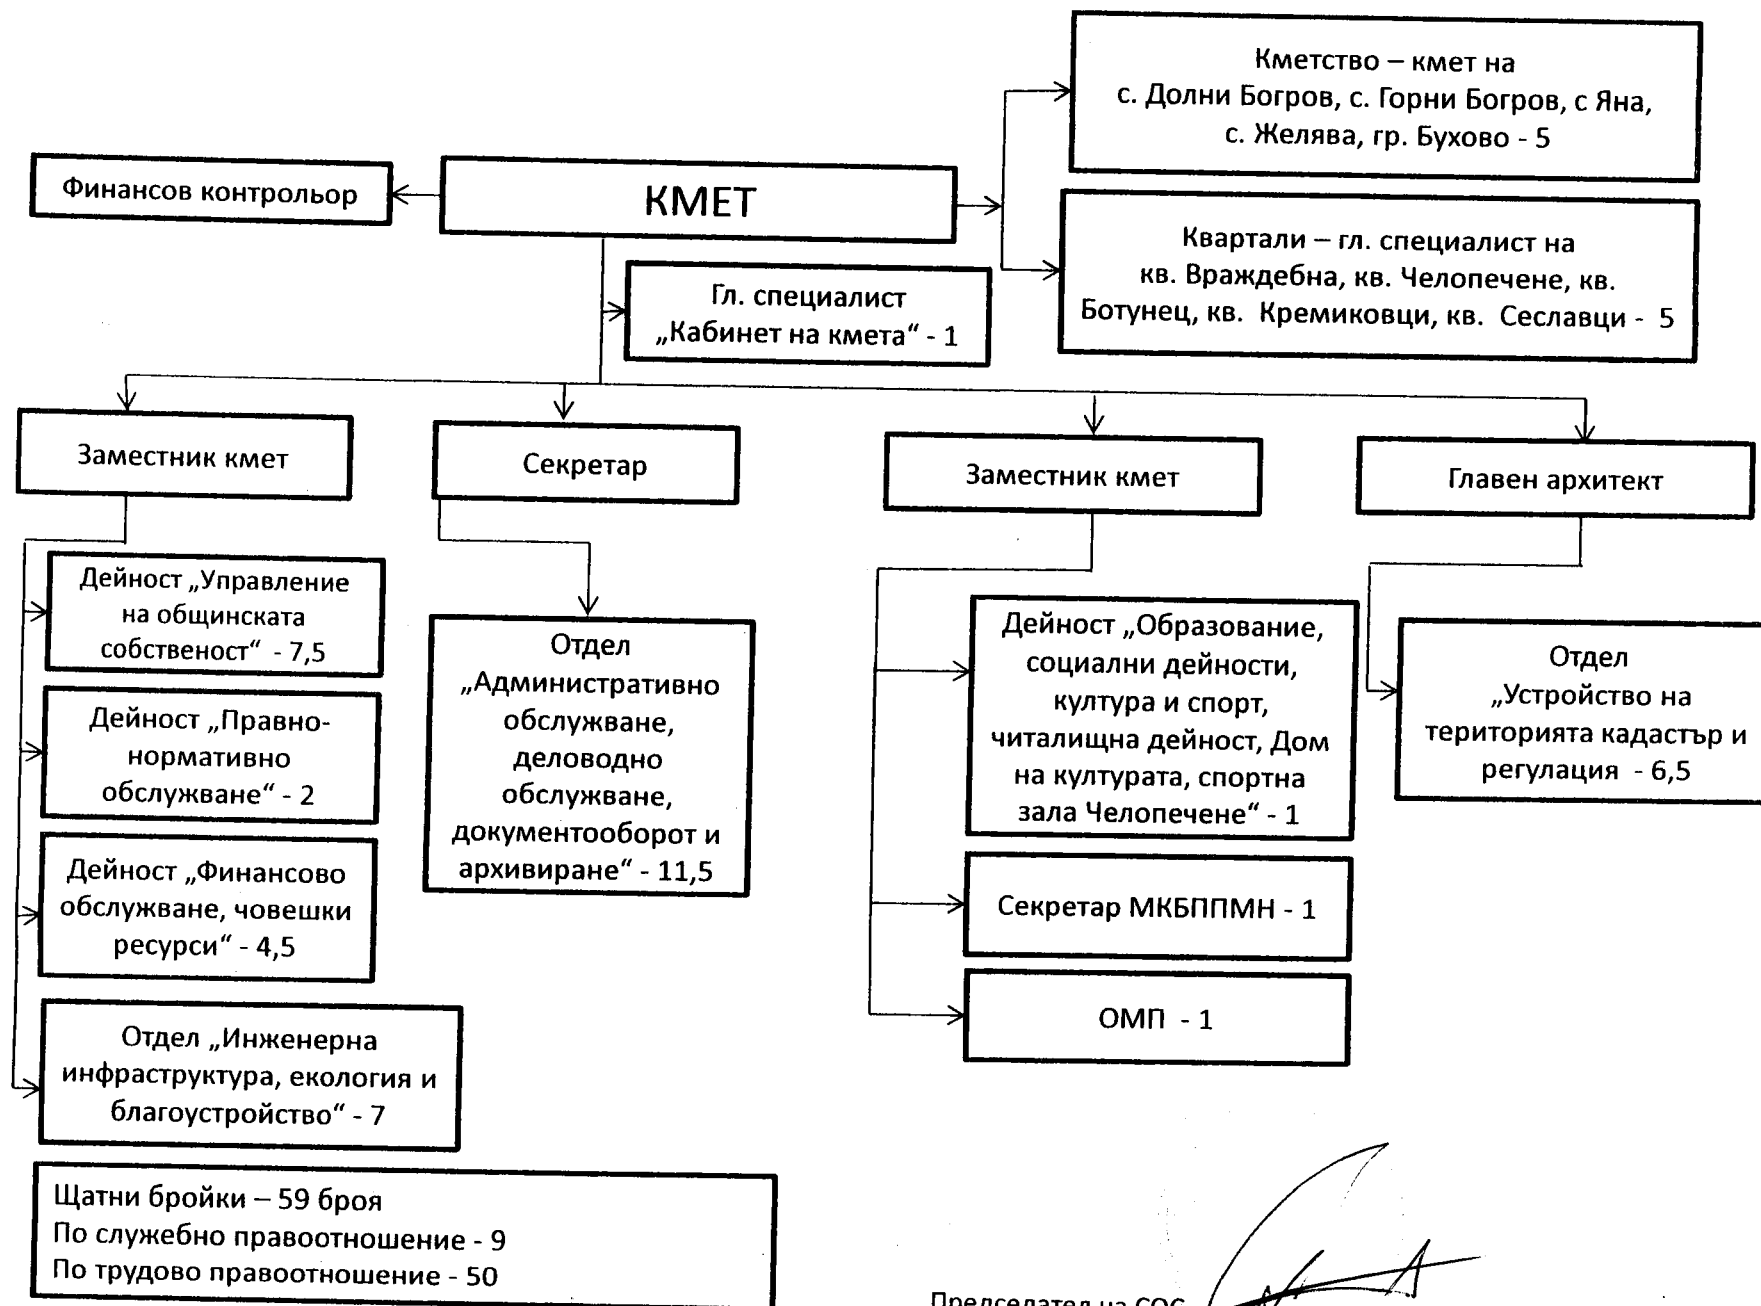 Кметство – кмет на
с. Долни Богров, с. Горни Богров, с Яна,
с. Желява, гр. Бухово - 5
Финансов контрольор
КМЕТ
Квартали – гл. специалист на
кв. Враждебна, кв. Челопечене, кв.
Ботунец, кв. Кремиковци, кв. Сеславци - 5
Гл. специалист
„Кабинет на кмета“ - 1
Заместник кмет
Секретар
Заместник кмет
Главен архитект
Дейност „Управление
на общинската
собственост“ - 7,5
Дейност „Правно-
нормативно
обслужване“ - 2
Дейност „Финансово
обслужване, човешки
ресурси“ - 4,5
Отдел „Инженерна
инфраструктура, екология и
благоустройство“ - 7
Отдел
„Административно
обслужване,
деловодно
обслужване,
документооборот и
архивиране“ - 11,5
Дейност „Образование,
социални дейности,
култура и спорт,
читалищна дейност, Дом
на културата, спортна
зала Челопечене“ - 1
Секретар МКБППМН - 1
ОМП - 1
Отдел
„Устройство на
територията кадастър и
регулация - 6,5
Щатни бройки – 59 броя
По служебно правоотношение - 9
По трудово правоотношение - 50
Председател на СОС